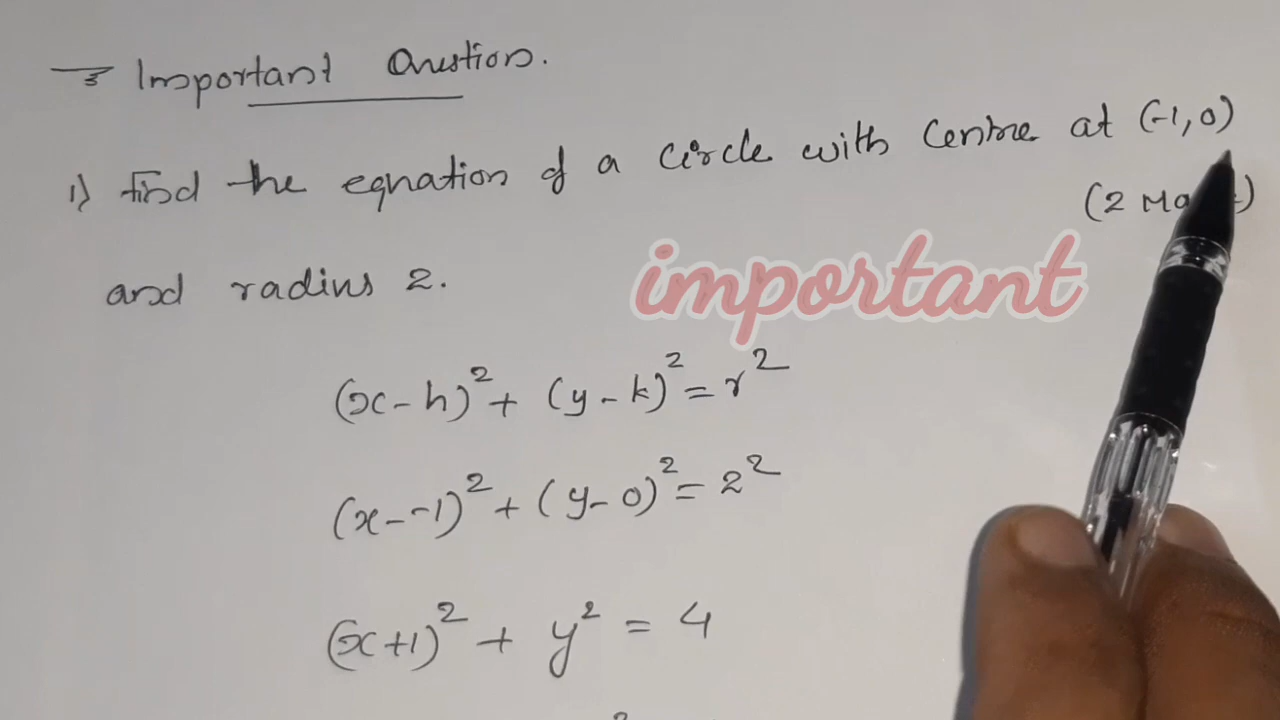 → Important Question.
1) Find the equation of a circle with Centre at (-1, 0)
(2
and radius 2.
important
(x - h)² + (y - k)² = r²
(x - -1)² + (y - 0)² = 2²
(x+1)² + y² = 4